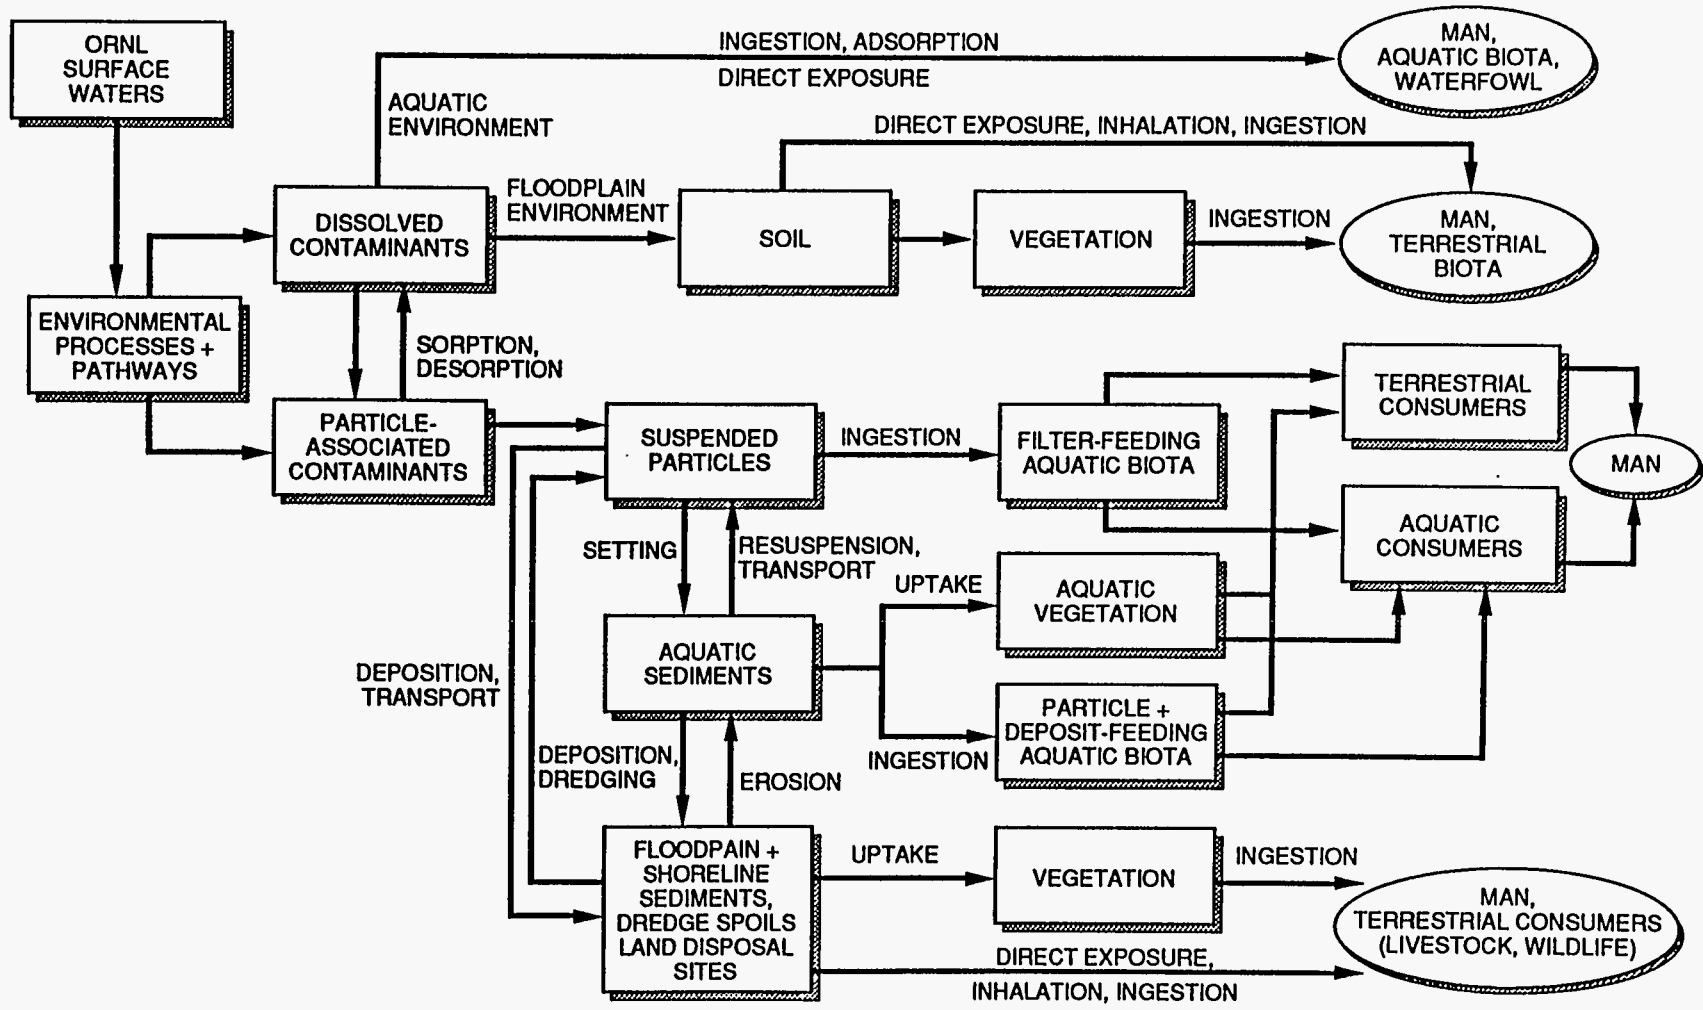 ORNL
SURFACE
WATERS
INGESTION, ADSORPTION
DIRECT EXPOSURE
MAN,
AQUATIC BIOTA,
WATERFOWL
AQUATIC
ENVIRONMENT
DIRECT EXPOSURE, INHALATION, INGESTION
DISSOLVED
CONTAMINANTS
FLOODPLAIN
ENVIRONMENT
SOIL
VEGETATION
INGESTION
MAN,
TERRESTRIAL
BIOTA
ENVIRONMENTAL
PROCESSES +
PATHWAYS
SORPTION,
DESORPTION
PARTICLE-
ASSOCIATED
CONTAMINANTS
SUSPENDED
PARTICLES
INGESTION
FILTER-FEEDING
AQUATIC BIOTA
TERRESTRIAL
CONSUMERS
MAN
AQUATIC
CONSUMERS
SETTING
RESUSPENSION,
TRANSPORT
UPTAKE
AQUATIC
VEGETATION
AQUATIC
SEDIMENTS
DEPOSITION,
TRANSPORT
PARTICLE +
DEPOSIT-FEEDING
AQUATIC BIOTA
INGESTION
DEPOSITION,
DREDGING
EROSION
FLOODPAIN +
SHORELINE
SEDIMENTS,
DREDGE SPOILS
LAND DISPOSAL
SITES
UPTAKE
VEGETATION
INGESTION
MAN,
TERRESTRIAL CONSUMERS
(LIVESTOCK, WILDLIFE)
DIRECT EXPOSURE,
INHALATION, INGESTION